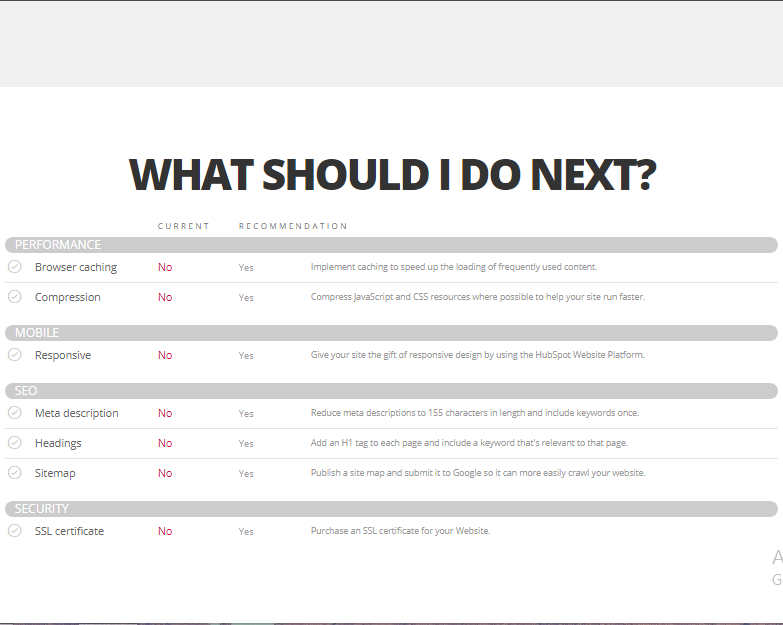 WHAT SHOULD I DO NEXT?
CURRENT RECOMMENDATION
PERFORMANCE
Browser caching No Yes Implement caching to speed up the loading of frequently used content.
Compression No Yes Compress JavaScript and CSS resources where possible to help your site run faster.
MOBILE
Responsive No Yes Give your site the gift of responsive design by using the HubSpot Website Platform.
SEO
Meta description No Yes Reduce meta descriptions to 155 characters in length and include keywords once.
Headings No Yes Add an H1 tag to each page and include a keyword that's relevant to that page.
Sitemap No Yes Publish a site map and submit it to Google so it can more easily crawl your website.
SECURITY
SSL certificate No Yes Purchase an SSL certificate for your Website.
A
G